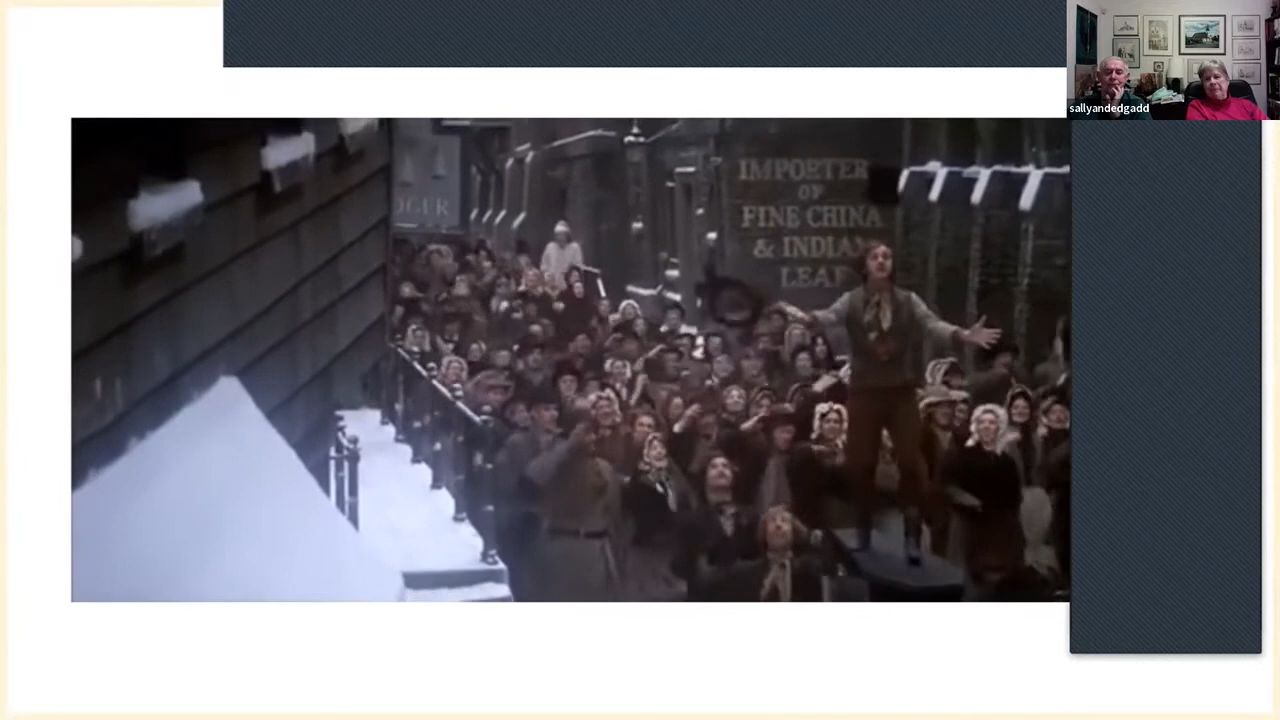 sallyandedgadd
IMPORTER
OF
FINE CHINA
& INDIAN
LEAF